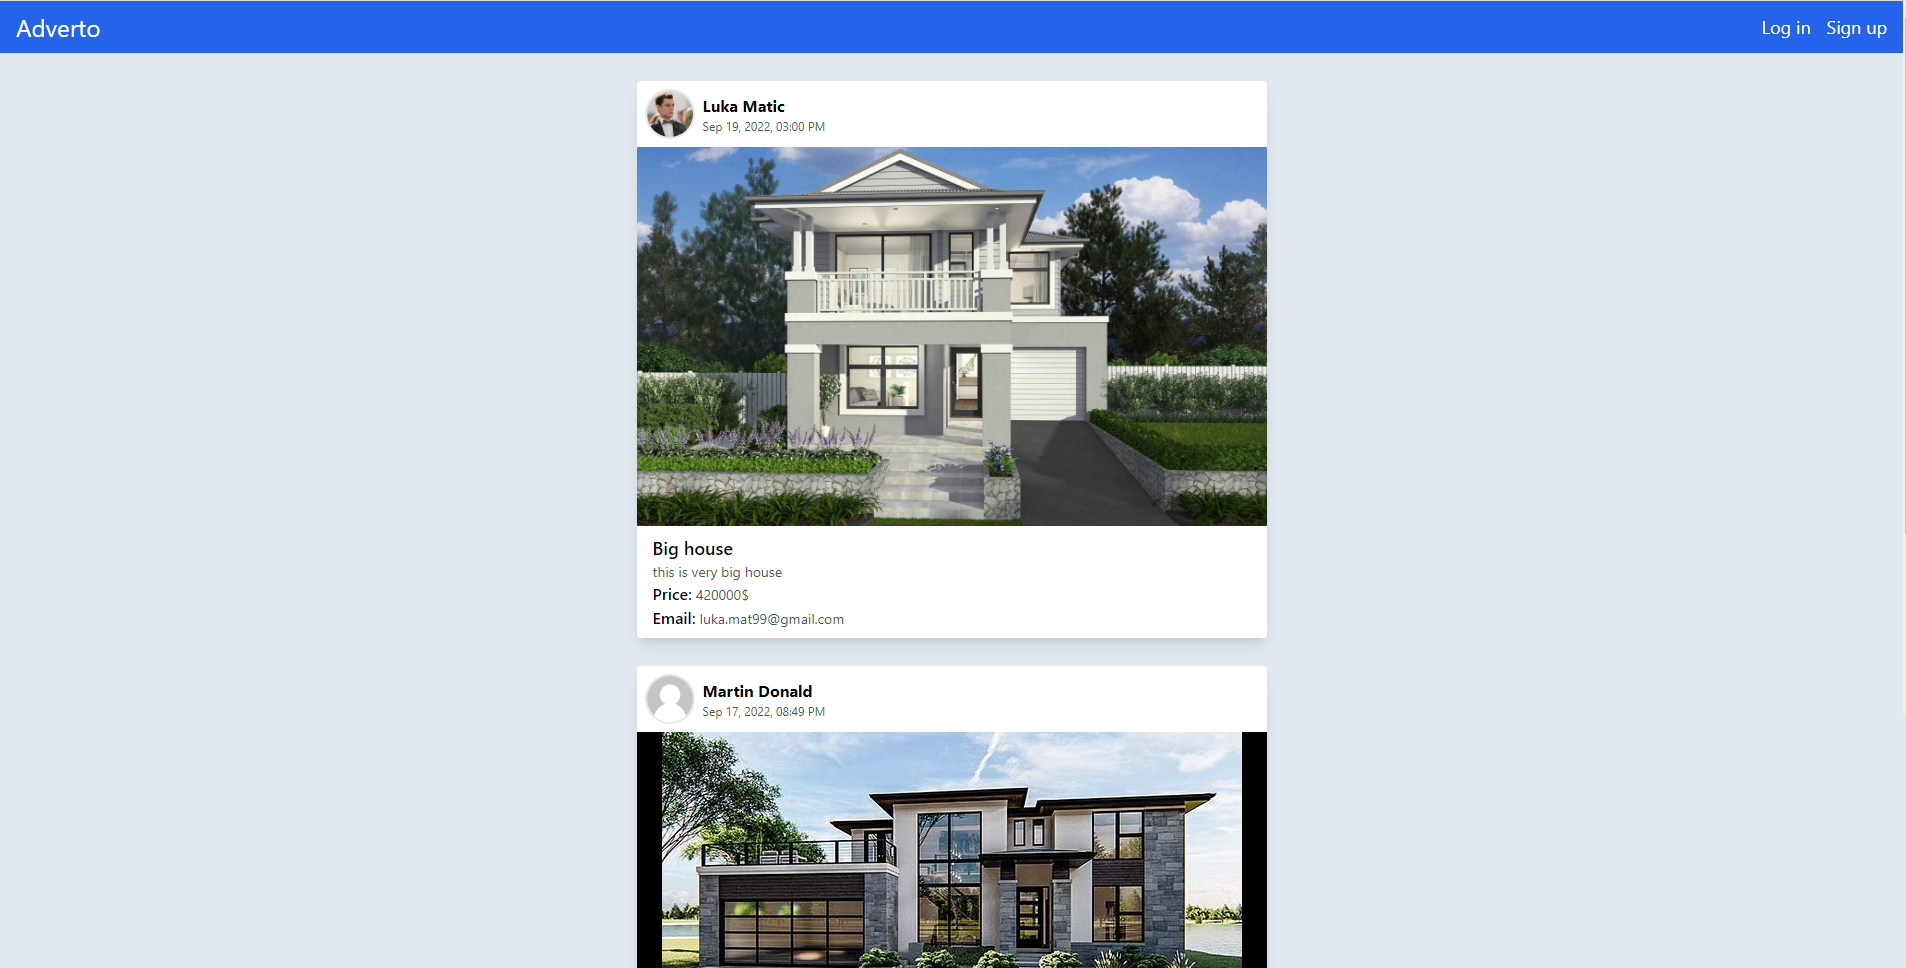 Adverto
Log in Sign up
Luka Matic
Sep 19, 2022, 03:00 PM
Big house
this is very big house
Price: 420000$
Email: luka.mat99@gmail.com
Martin Donald
Sep 17, 2022, 08:49 PM